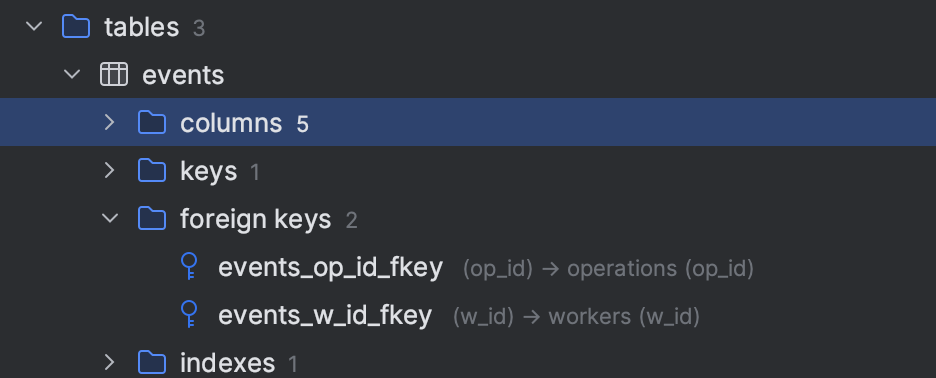 tables 3
events
columns 5
keys 1
foreign keys 2
events_op_id_fkey (op_id) → operations (op_id)
events_w_id_fkey (w_id) → workers (w_id)
indexes 1